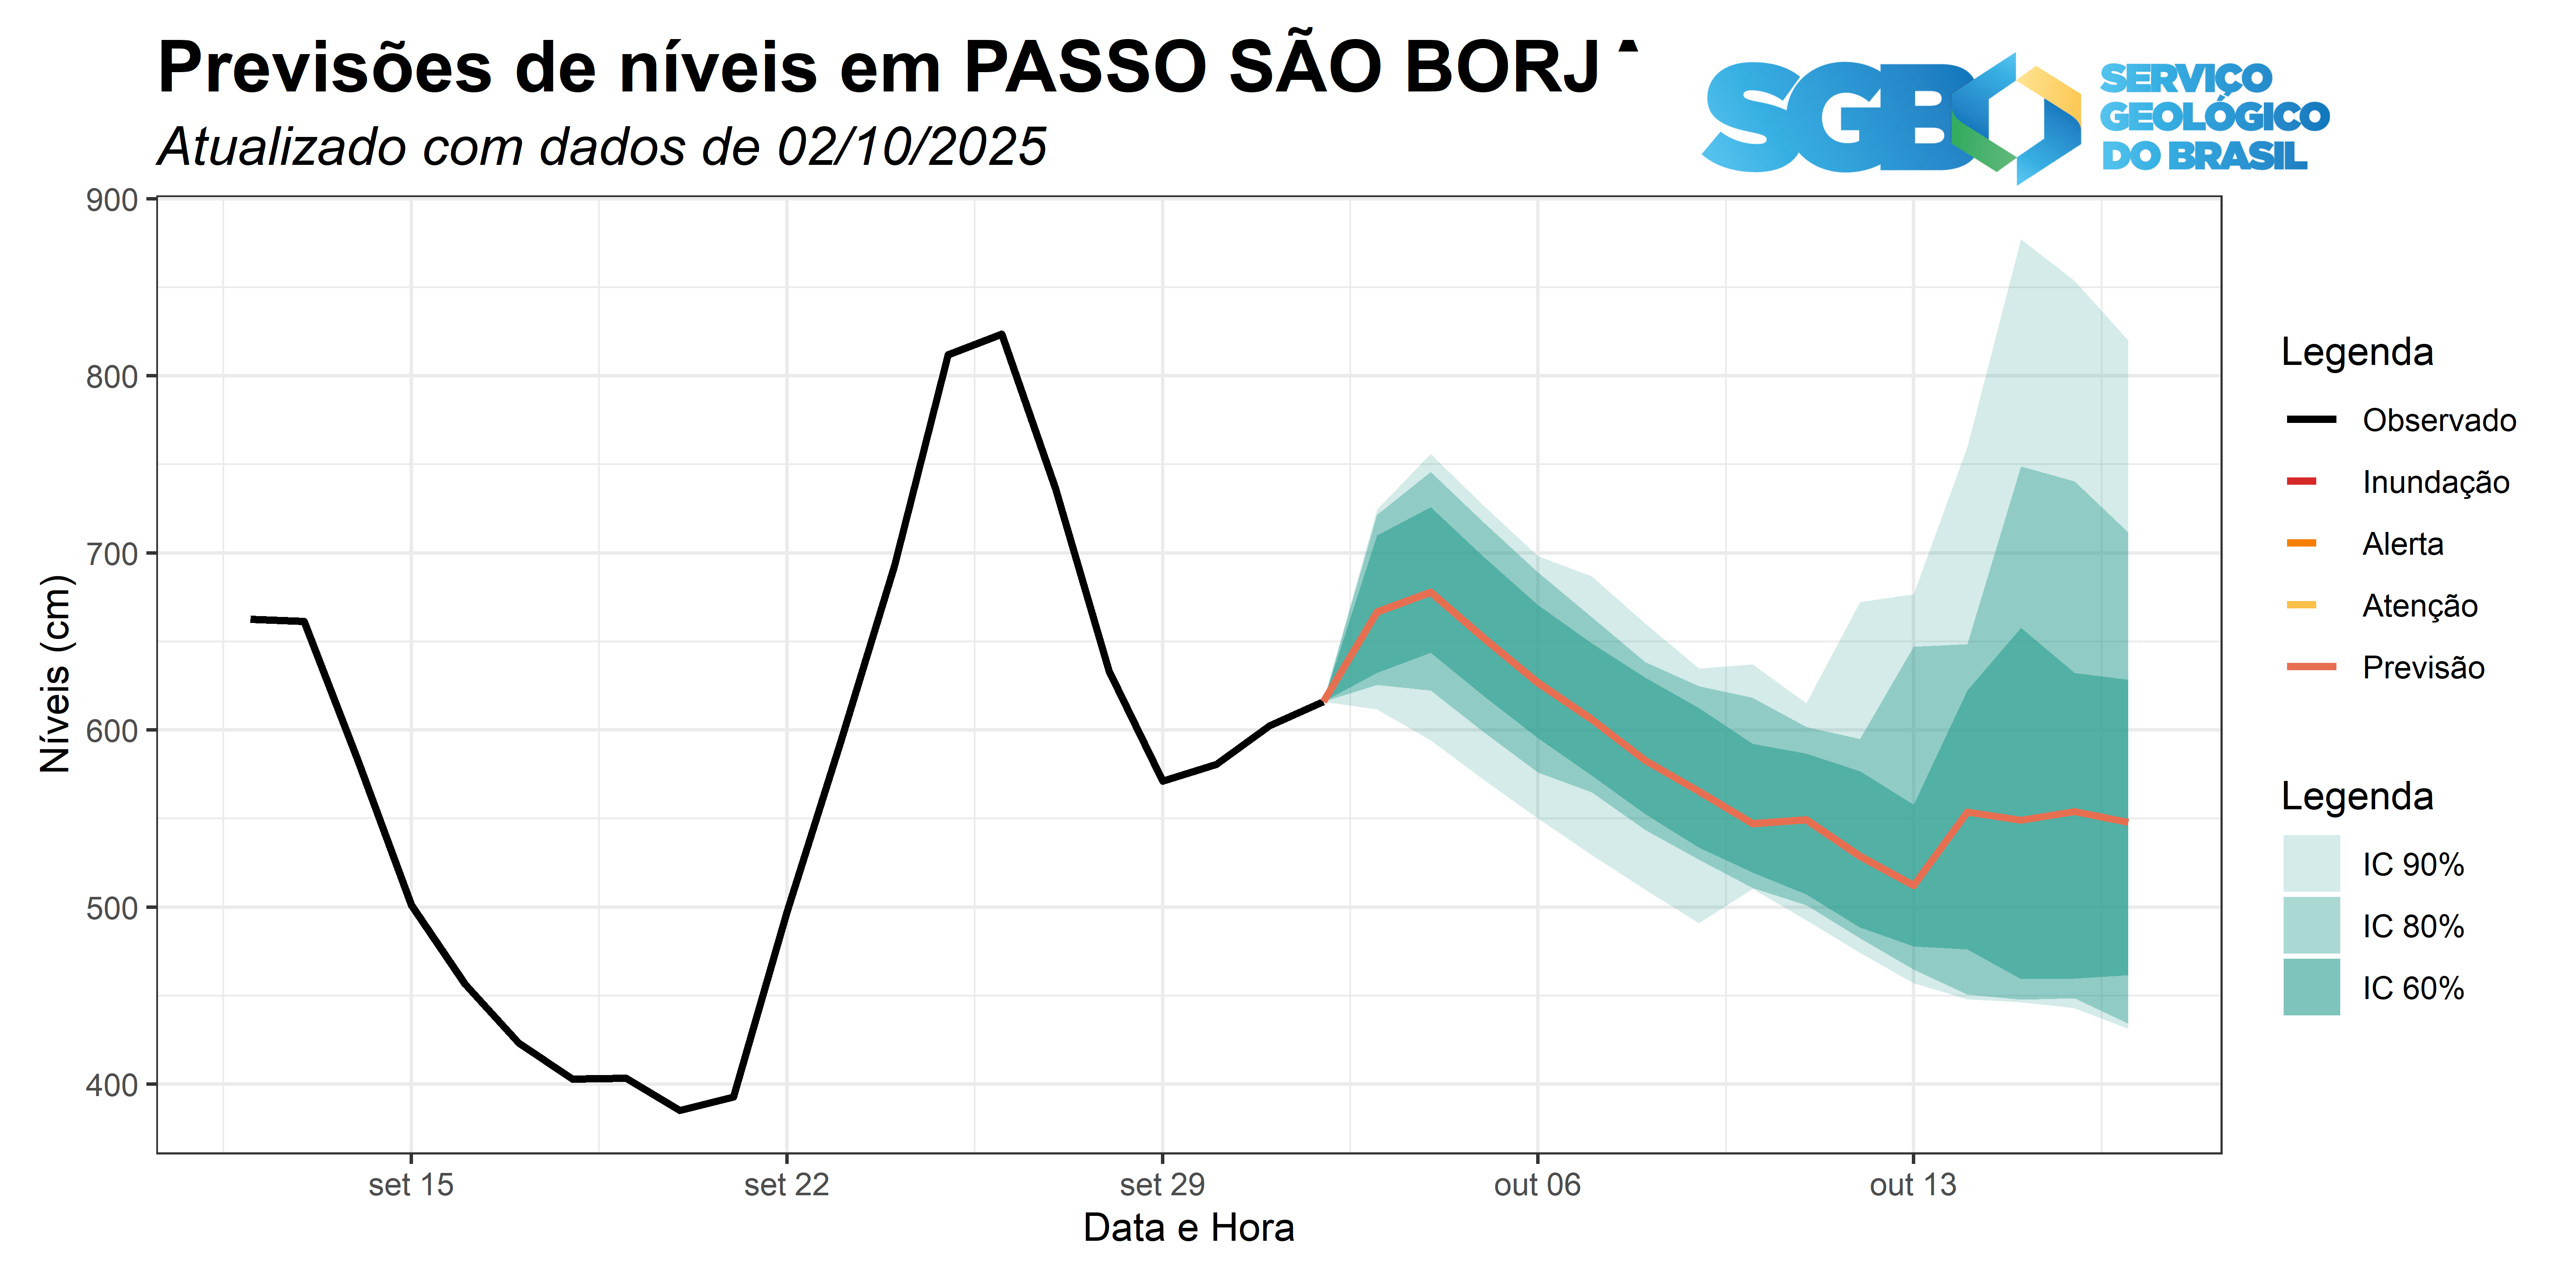 Previsões de níveis em PASSO SÃO BORJ
Atualizado com dados de 02/10/2025
SGB
SERVIÇO
GEOLÓGICO
DO BRASIL
900
800
700
600
500
400
Níveis (cm)
set 15
set 22
set 29
out 06
out 13
Data e Hora
Legenda
Observado
Inundação
Alerta
Atenção
Previsão
Legenda
IC 90%
IC 80%
IC 60%